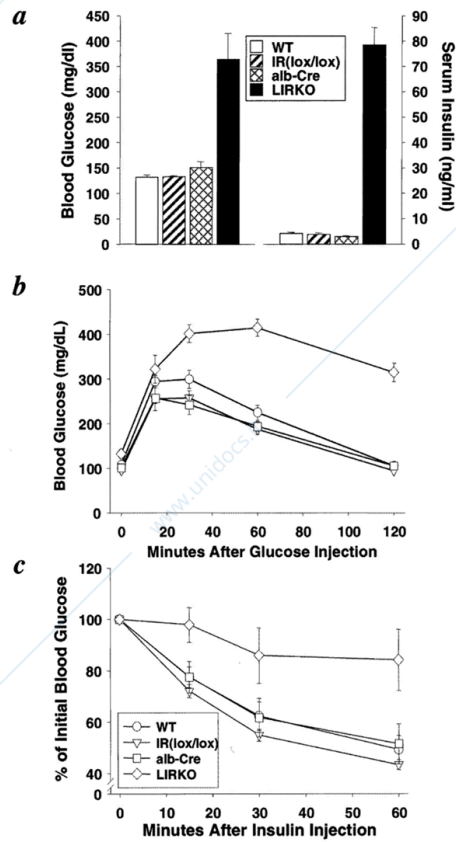 a
450
400
350
300
250
200
150
100
50
0
Blood Glucose (mg/dl)
WT
IR(lox/lox)
alb-Cre
LIRKO
90
80
70
60
50
40
30
20
10
0
Serum Insulin (ng/ml)
b
500
400
300
200
100
0
Blood Glucose (mg/dL)
0 20 40 60 80 100 120
Minutes After Glucose Injection
www.unidocs.
c
120
100
80
60
40
0
% of Initial Blood Glucose
WT
IR(lox/lox)
alb-Cre
LIRKO
0 10 20 30 40 50 60
Minutes After Insulin Injection